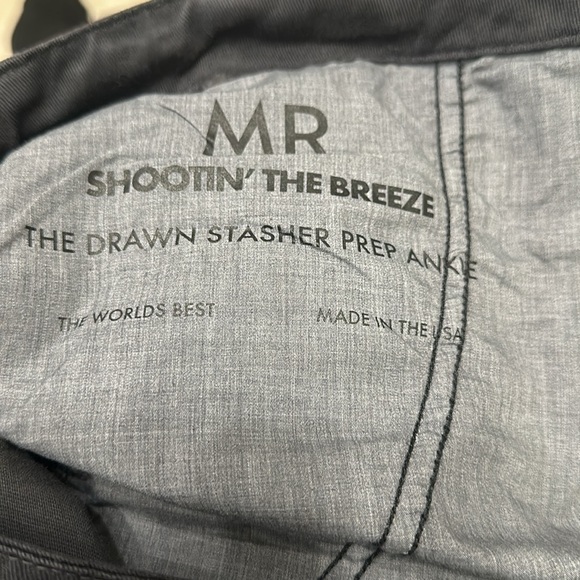 MR
SHOOTIN' THE BREEZE
THE DRAWN STASHER PREP ANKLE
THE WORLDS BEST MADE IN THE USA